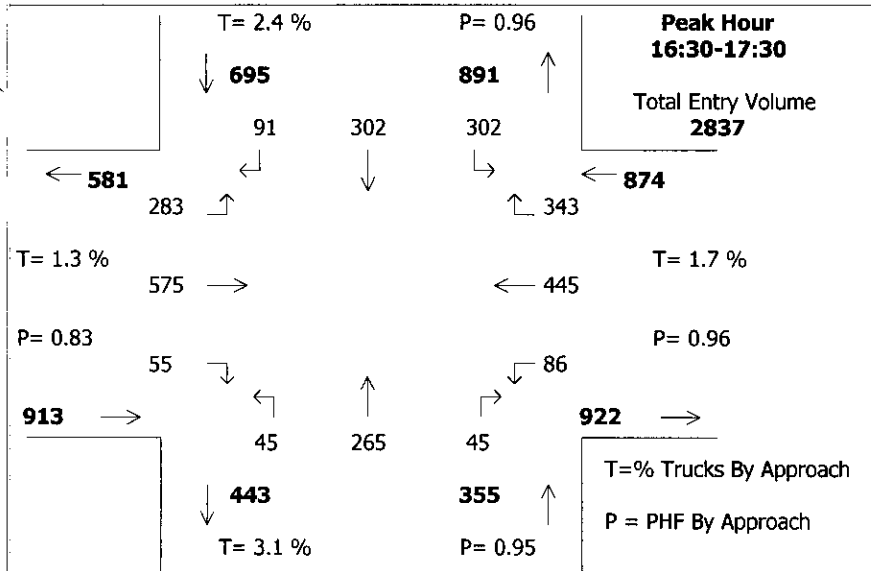 T= 2.4 % P= 0.96 Peak Hour
16:30-17:30
695 891
Total Entry Volume
91 302 302 2837
581 874
283 343
T= 1.3 % T= 1.7 %
575 445
P= 0.83 P= 0.96
55 86
913 922
45 265 45
T=% Trucks By Approach
443 355
P = PHF By Approach
T= 3.1 % P= 0.95